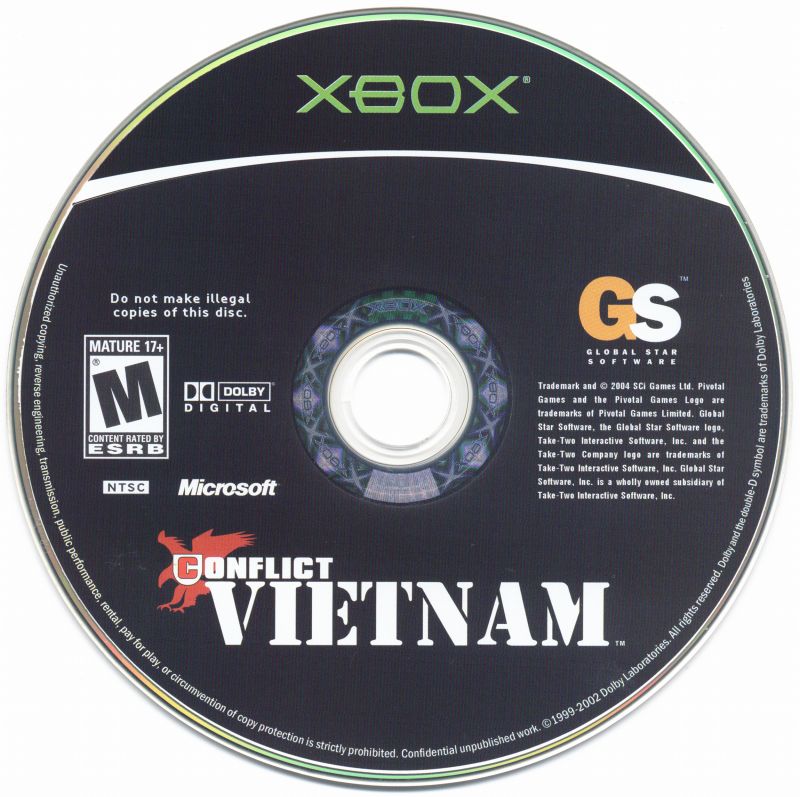 XBOX®
Do not make illegal
copies of this disc.
MATURE 17+
M®
CONTENT RATED BY
ESRB
DOLBY
DIGITAL
NTSC
Microsoft
XBOX
GS™
GLOBAL STAR
SOFTWARE
Trademark and © 2004 SCi Games Ltd. Pivotal
Games and the Pivotal Games Logo are
trademarks of Pivotal Games Limited. Global
Star Software, the Global Star Software logo,
Take-Two Interactive Software, Inc. and the
Take-Two Company logo are trademarks of
Take-Two Interactive Software, Inc. Global Star
Software, Inc. is a wholly owned subsidiary of
Take-Two Interactive Software, Inc.
CONFLICT
VIETNAM™
Unauthorized copying, reverse engineering, transmission, public performance, rental, pay for play, or circumvention of copy protection is strictly prohibited. Confidential unpublished work. ©1999-2002 Dolby Laboratories. All rights reserved. Dolby and the double-D symbol are trademarks of Dolby Laboratories